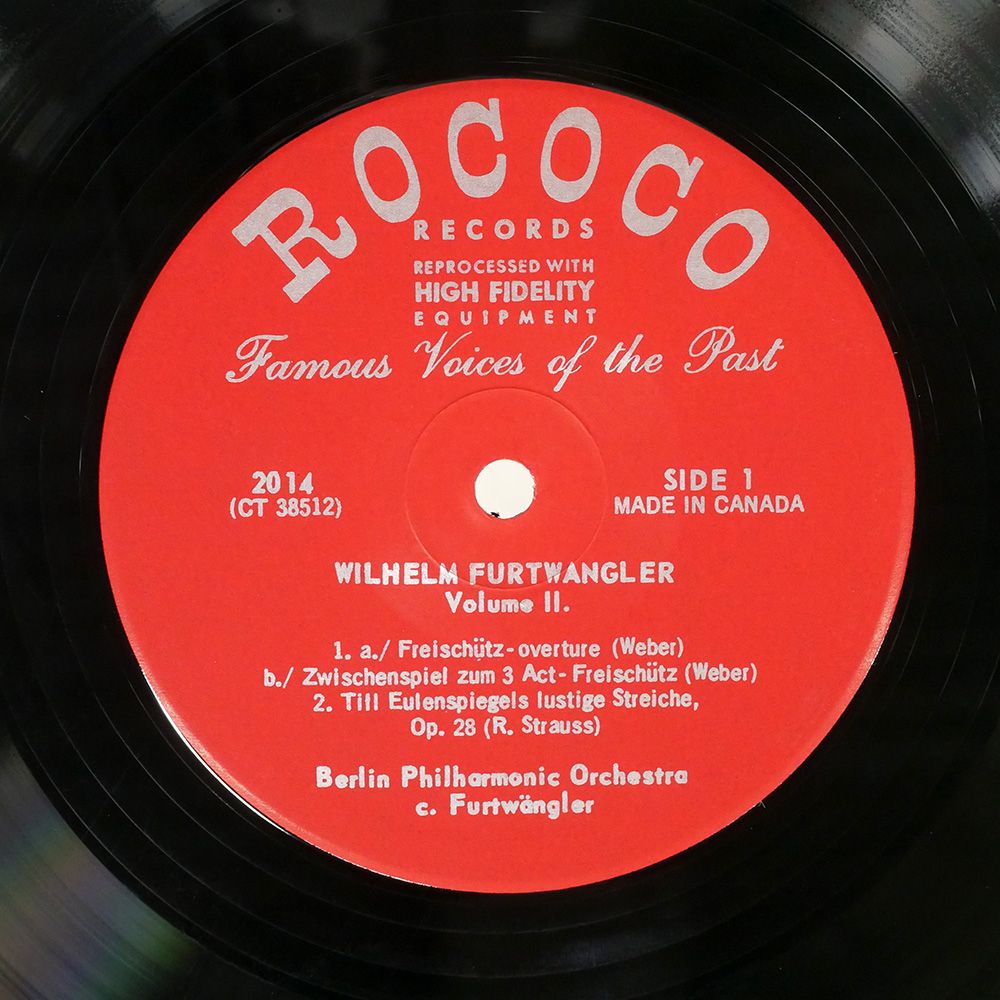 ROCOCO
RECORDS
REPROCESSED WITH
HIGH FIDELITY
EQUIPMENT
Famous Voices of the Past
2014
(CT 38512)
SIDE 1
MADE IN CANADA
WILHELM FURTWANGLER
Volume II.
1. a./ Freischütz-overture (Weber)
b./ Zwischenspiel zum 3 Act-Freischütz (Weber)
2. Till Eulenspiegels lustige Streiche,
Op. 28 (R. Strauss)
Berlin Philharmonic Orchestra
c. Furtwängler